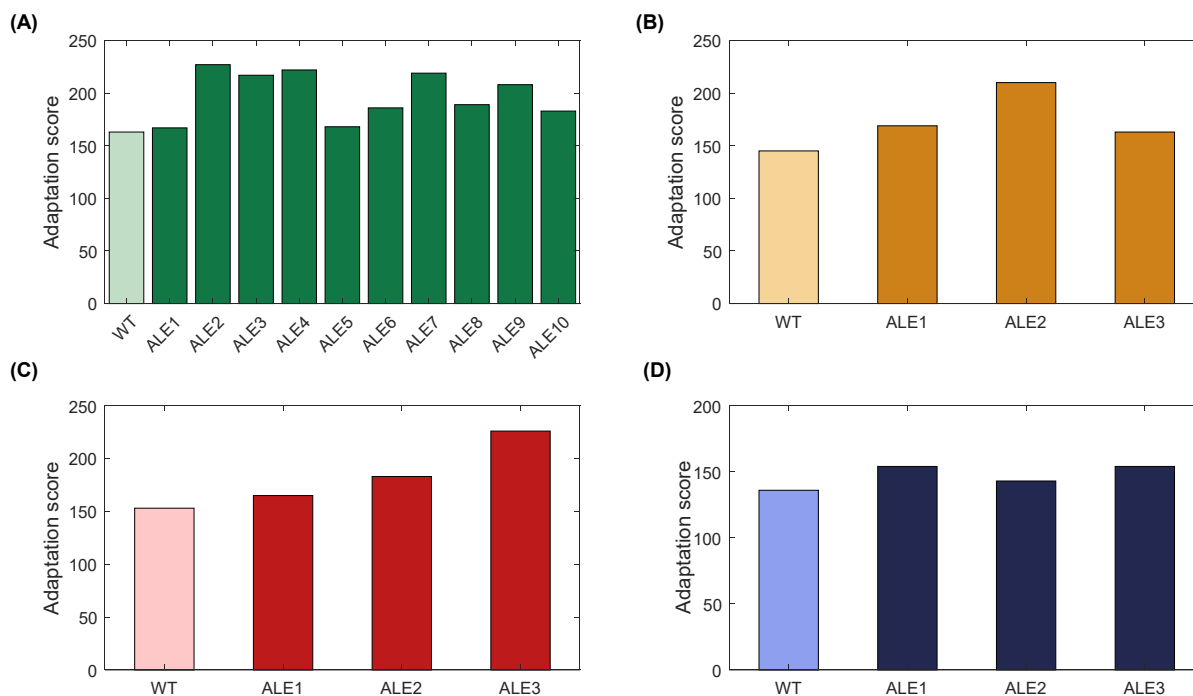 (A)
250
200
150
100
50
0
Adaptation score
WT ALE1 ALE2 ALE3 ALE4 ALE5 ALE6 ALE7 ALE8 ALE9 ALE10
(B)
250
200
150
100
50
0
Adaptation score
WT ALE1 ALE2 ALE3
(C)
250
200
150
100
50
0
Adaptation score
WT ALE1 ALE2 ALE3
(D)
200
150
100
50
0
Adaptation score
WT ALE1 ALE2 ALE3